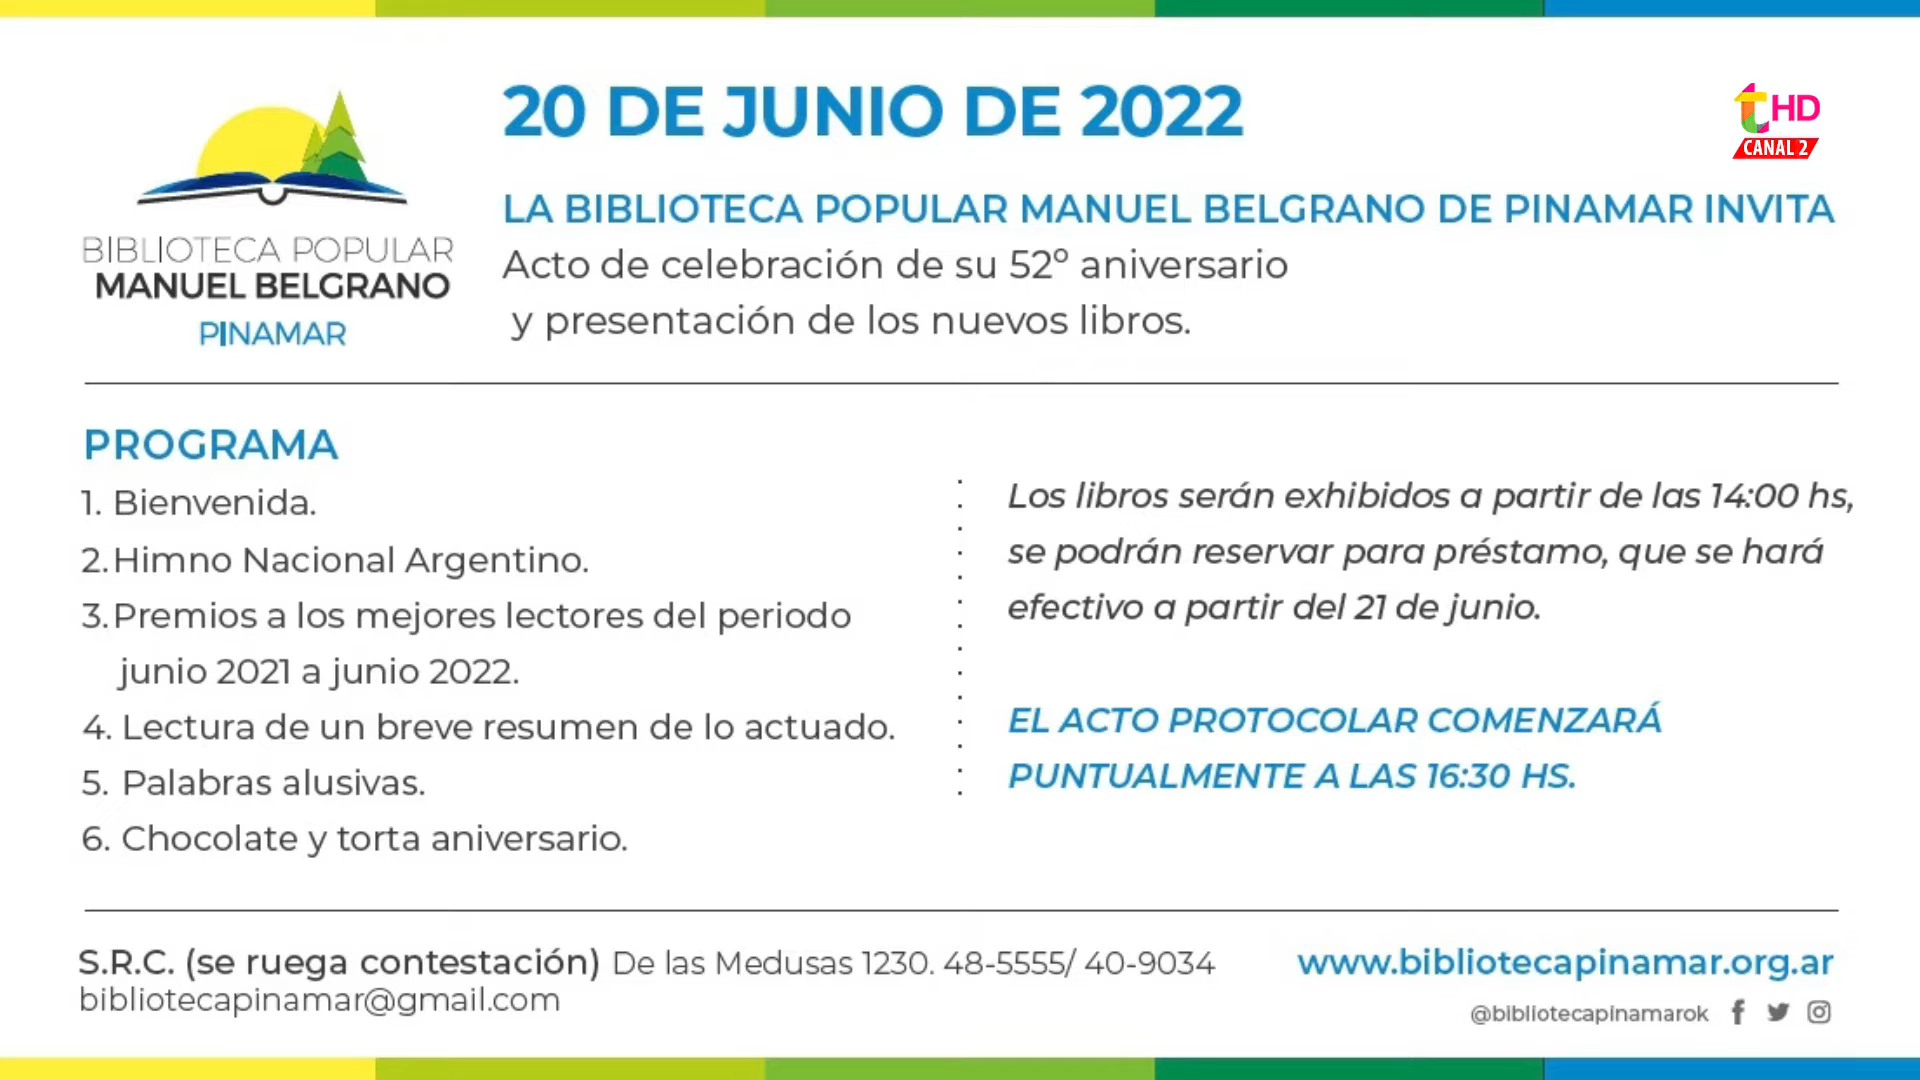 20 DE JUNIO DE 2022
tHD
CANAL 2
BIBLIOTECA POPULAR
MANUEL BELGRANO
PINAMAR
LA BIBLIOTECA POPULAR MANUEL BELGRANO DE PINAMAR INVITA
Acto de celebración de su 52º aniversario
y presentación de los nuevos libros.
PROGRAMA
1. Bienvenida.
2.Himno Nacional Argentino.
3.Premios a los mejores lectores del periodo
junio 2021 a junio 2022.
4. Lectura de un breve resumen de lo actuado.
5. Palabras alusivas.
6. Chocolate y torta aniversario.
Los libros serán exhibidos a partir de las 14:00 hs,
se podrán reservar para préstamo, que se hará
efectivo a partir del 21 de junio.
EL ACTO PROTOCOLAR COMENZARÁ
PUNTUALMENTE A LAS 16:30 HS.
S.R.C. (se ruega contestación) De las Medusas 1230. 48-5555/ 40-9034
bibliotecapinamar@gmail.com
www.bibliotecapinamar.org.ar
@bibliotecapinamarok